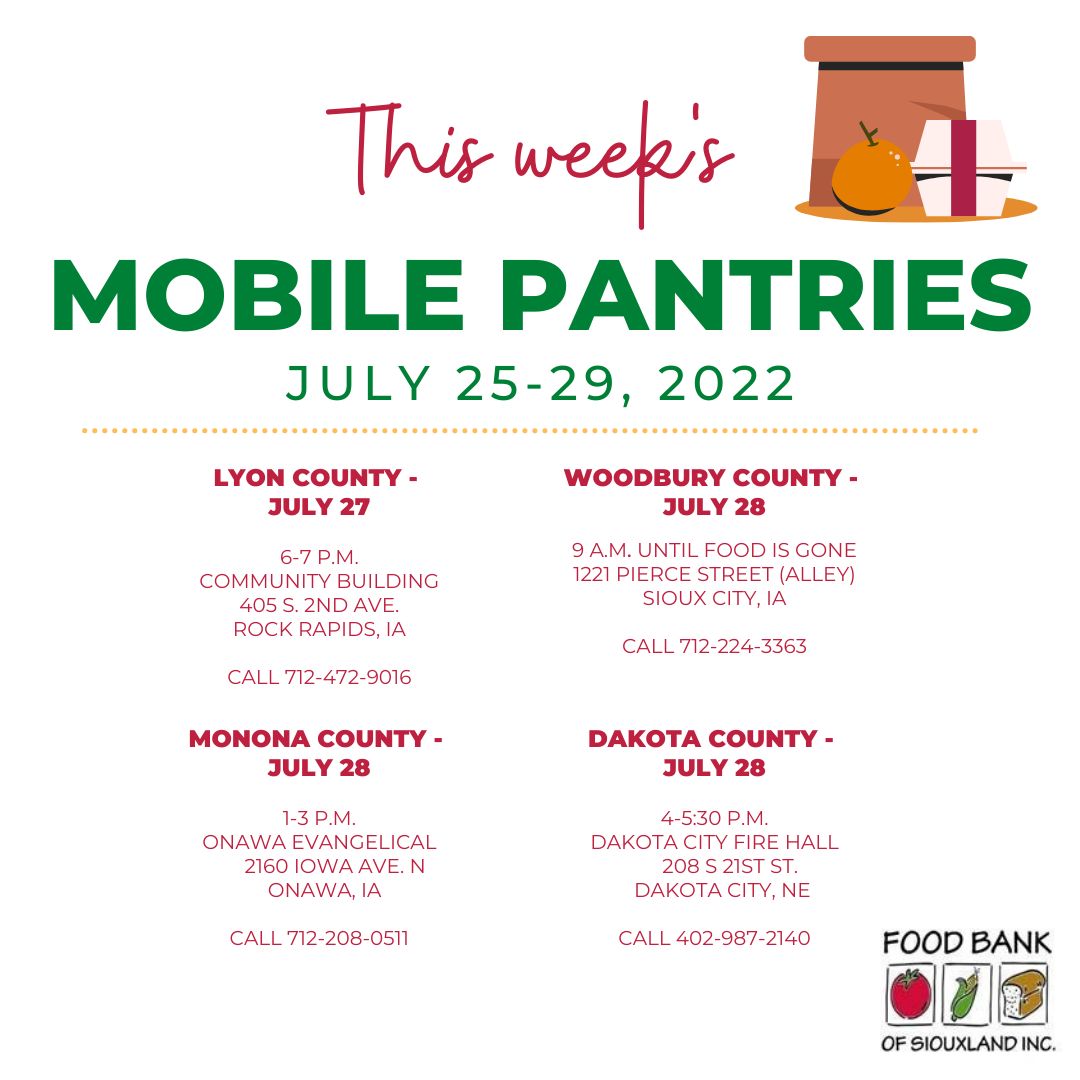 This week's
MOBILE PANTRIES
JULY 25-29, 2022
LYON COUNTY -
JULY 27
6-7 P.M.
COMMUNITY BUILDING
405 S. 2ND AVE.
ROCK RAPIDS, IA
CALL 712-472-9016
WOODBURY COUNTY -
JULY 28
9 A.M. UNTIL FOOD IS GONE
1221 PIERCE STREET (ALLEY)
SIOUX CITY, IA
CALL 712-224-3363
MONONA COUNTY -
JULY 28
1-3 P.M.
ONAWA EVANGELICAL
2160 IOWA AVE. N
ONAWA, IA
CALL 712-208-0511
DAKOTA COUNTY -
JULY 28
4-5:30 P.M.
DAKOTA CITY FIRE HALL
208 S 21ST ST.
DAKOTA CITY, NE
CALL 402-987-2140
FOOD BANK
OF SIOUXLAND INC.